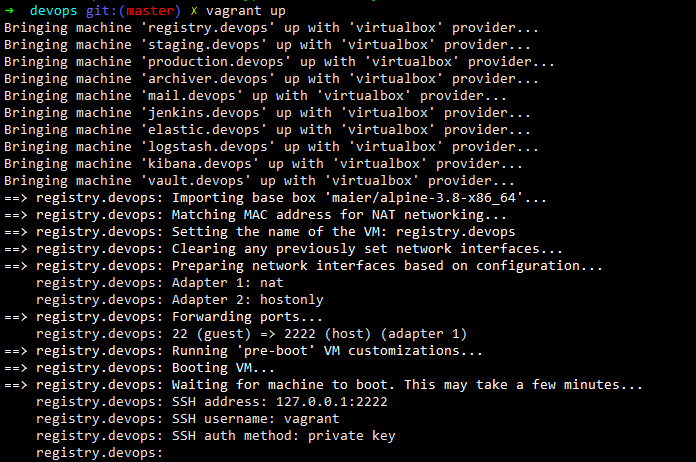 ➜  devops git:(master) ✗ vagrant up
Bringing machine 'registry.devops' up with 'virtualbox' provider...
Bringing machine 'staging.devops' up with 'virtualbox' provider...
Bringing machine 'production.devops' up with 'virtualbox' provider...
Bringing machine 'archiver.devops' up with 'virtualbox' provider...
Bringing machine 'mail.devops' up with 'virtualbox' provider...
Bringing machine 'jenkins.devops' up with 'virtualbox' provider...
Bringing machine 'elastic.devops' up with 'virtualbox' provider...
Bringing machine 'logstash.devops' up with 'virtualbox' provider...
Bringing machine 'kibana.devops' up with 'virtualbox' provider...
Bringing machine 'vault.devops' up with 'virtualbox' provider...
==> registry.devops: Importing base box 'maier/alpine-3.8-x86_64'...
==> registry.devops: Matching MAC address for NAT networking...
==> registry.devops: Setting the name of the VM: registry.devops
==> registry.devops: Clearing any previously set network interfaces...
==> registry.devops: Preparing network interfaces based on configuration...
    registry.devops: Adapter 1: nat
    registry.devops: Adapter 2: hostonly
==> registry.devops: Forwarding ports...
    registry.devops: 22 (guest) => 2222 (host) (adapter 1)
==> registry.devops: Running 'pre-boot' VM customizations...
==> registry.devops: Booting VM...
==> registry.devops: Waiting for machine to boot. This may take a few minutes...
    registry.devops: SSH address: 127.0.0.1:2222
    registry.devops: SSH username: vagrant
    registry.devops: SSH auth method: private key
    registry.devops: